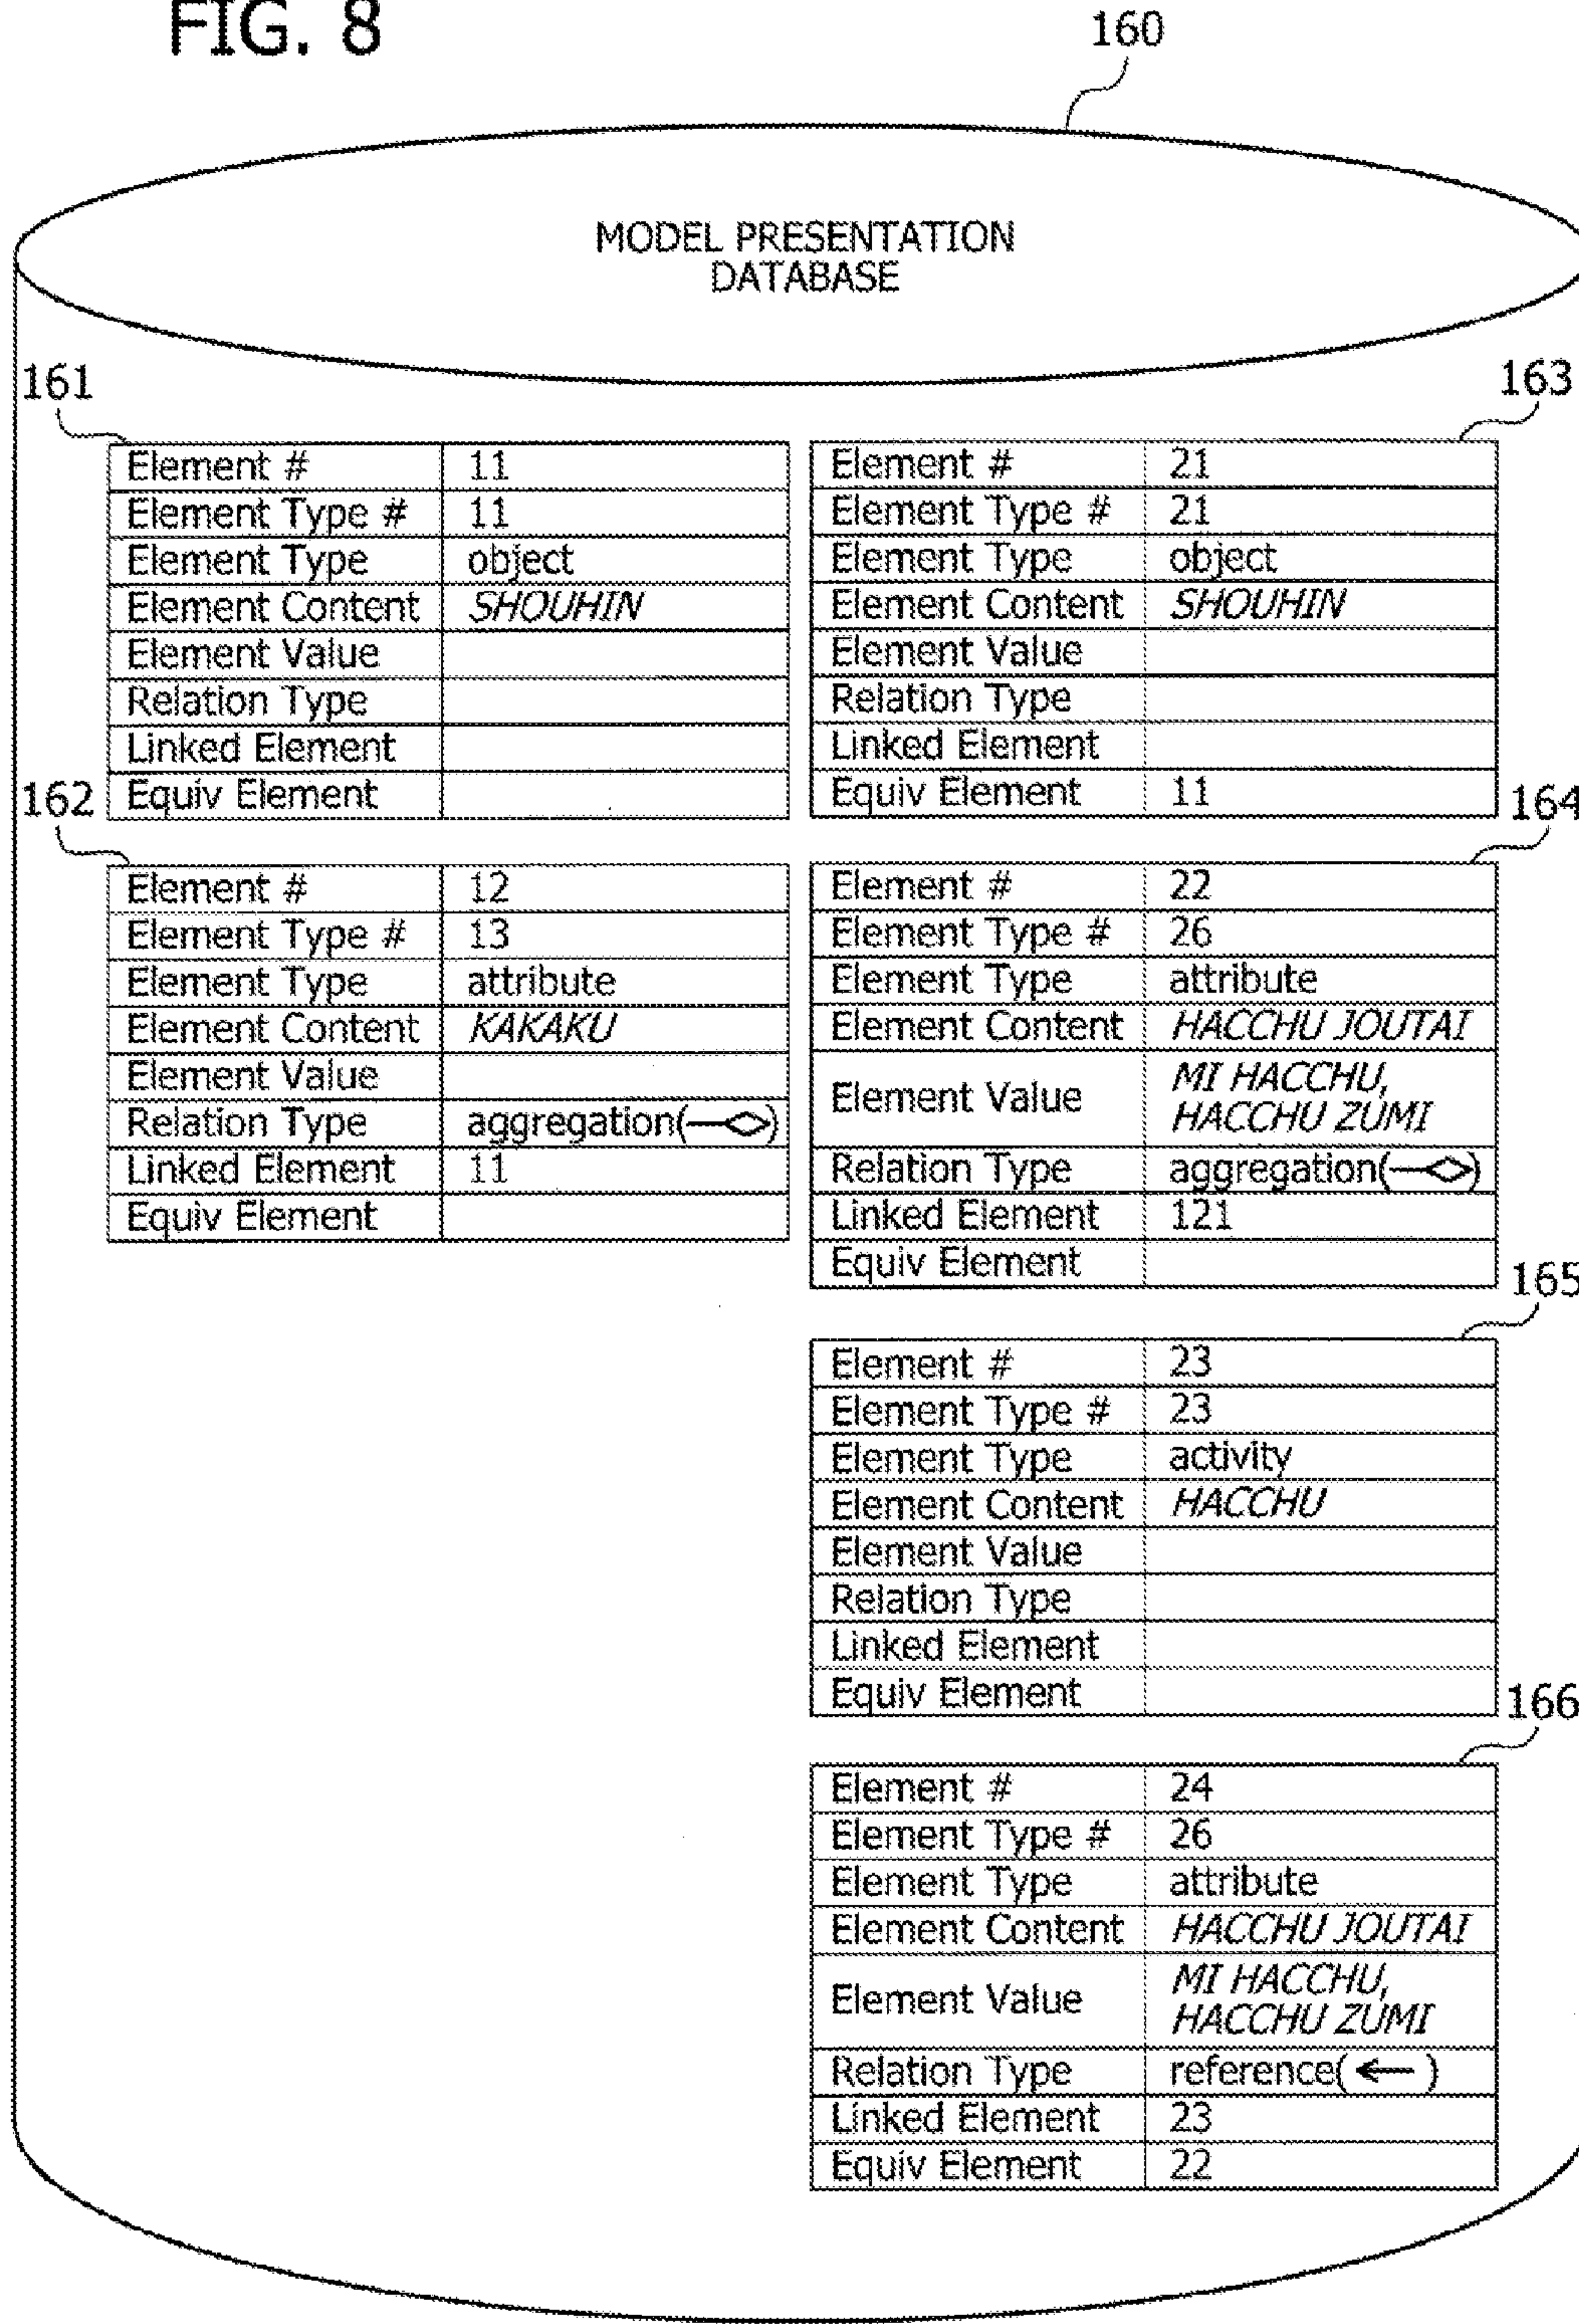 FIG. 8
160
MODEL PRESENTATION
DATABASE
161
Element # 11
Element Type # 11
Element Type object
Element Content SHOUHIN
Element Value
Relation Type
Linked Element
Equiv Element
162
Element # 12
Element Type # 13
Element Type attribute
Element Content KAKAKU
Element Value
Relation Type aggregation(—◇)
Linked Element 11
Equiv Element
163
Element # 21
Element Type # 21
Element Type object
Element Content SHOUHIN
Element Value
Relation Type
Linked Element
Equiv Element 11
164
Element # 22
Element Type # 26
Element Type attribute
Element Content HACCHU JOUTAI
Element Value MI HACCHU,
HACCHU ZUMI
Relation Type aggregation(—◇)
Linked Element 121
Equiv Element
165
Element # 23
Element Type # 23
Element Type activity
Element Content HACCHU
Element Value
Relation Type
Linked Element
Equiv Element
166
Element # 24
Element Type # 26
Element Type attribute
Element Content HACCHU JOUTAI
Element Value MI HACCHU,
HACCHU ZUMI
Relation Type reference( ← )
Linked Element 23
Equiv Element 22